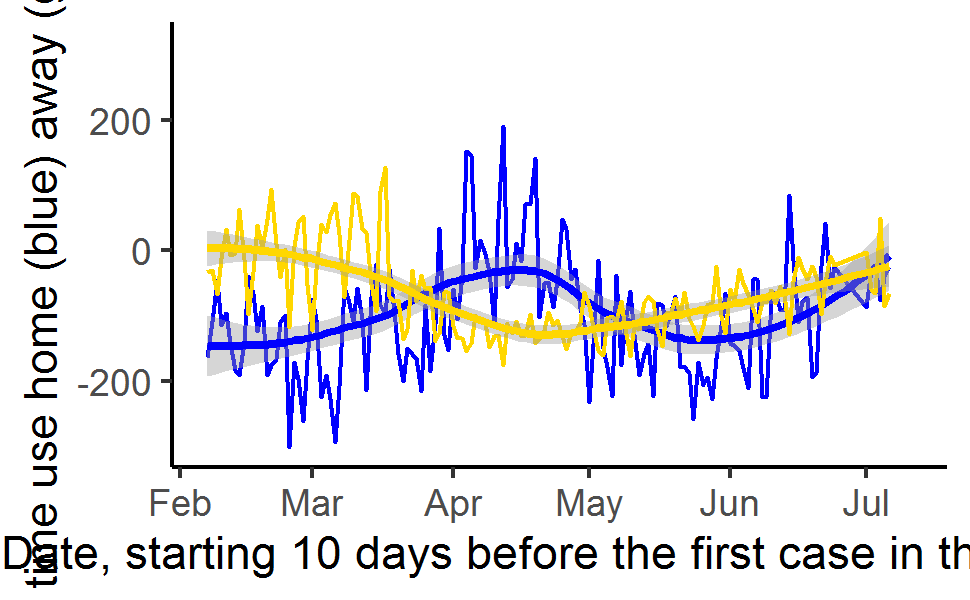 time use home (blue) away (
200
0
-200
Feb Mar Apr May Jun Jul
Date, starting 10 days before the first case in th